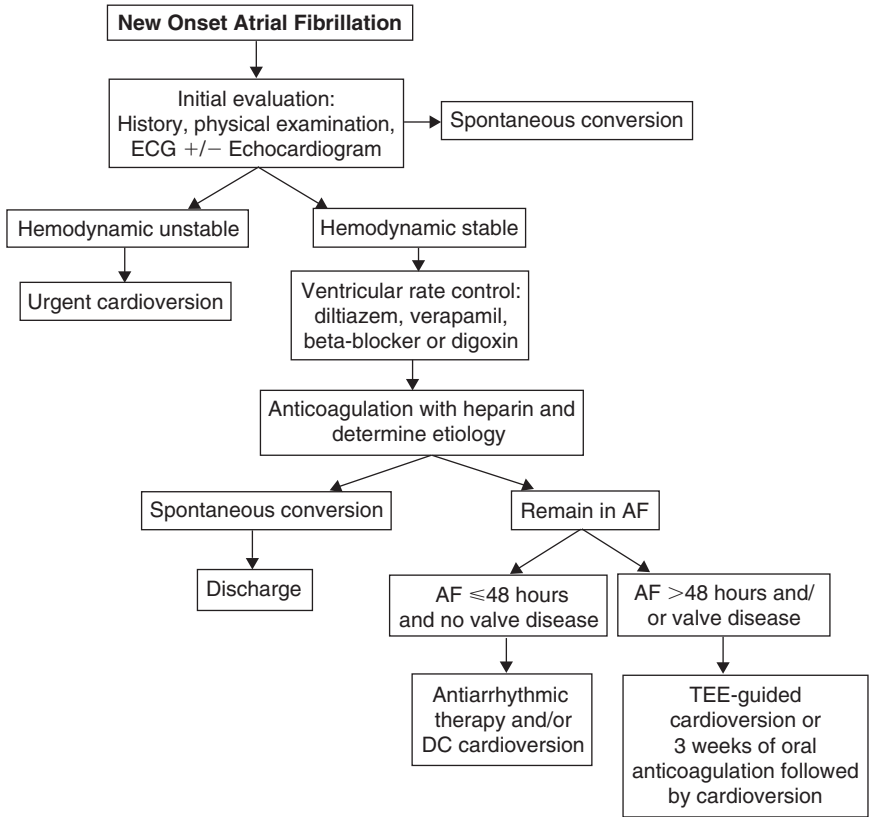 New Onset Atrial Fibrillation
Initial evaluation:
History, physical examination,
ECG +/− Echocardiogram
Spontaneous conversion
Hemodynamic unstable
Hemodynamic stable
Urgent cardioversion
Ventricular rate control:
diltiazem, verapamil,
beta-blocker or digoxin
Anticoagulation with heparin and
determine etiology
Spontaneous conversion
Remain in AF
Discharge
AF ⩽48 hours
and no valve disease
AF >48 hours and/
or valve disease
Antiarrhythmic
therapy and/or
DC cardioversion
TEE-guided
cardioversion or
3 weeks of oral
anticoagulation followed
by cardioversion